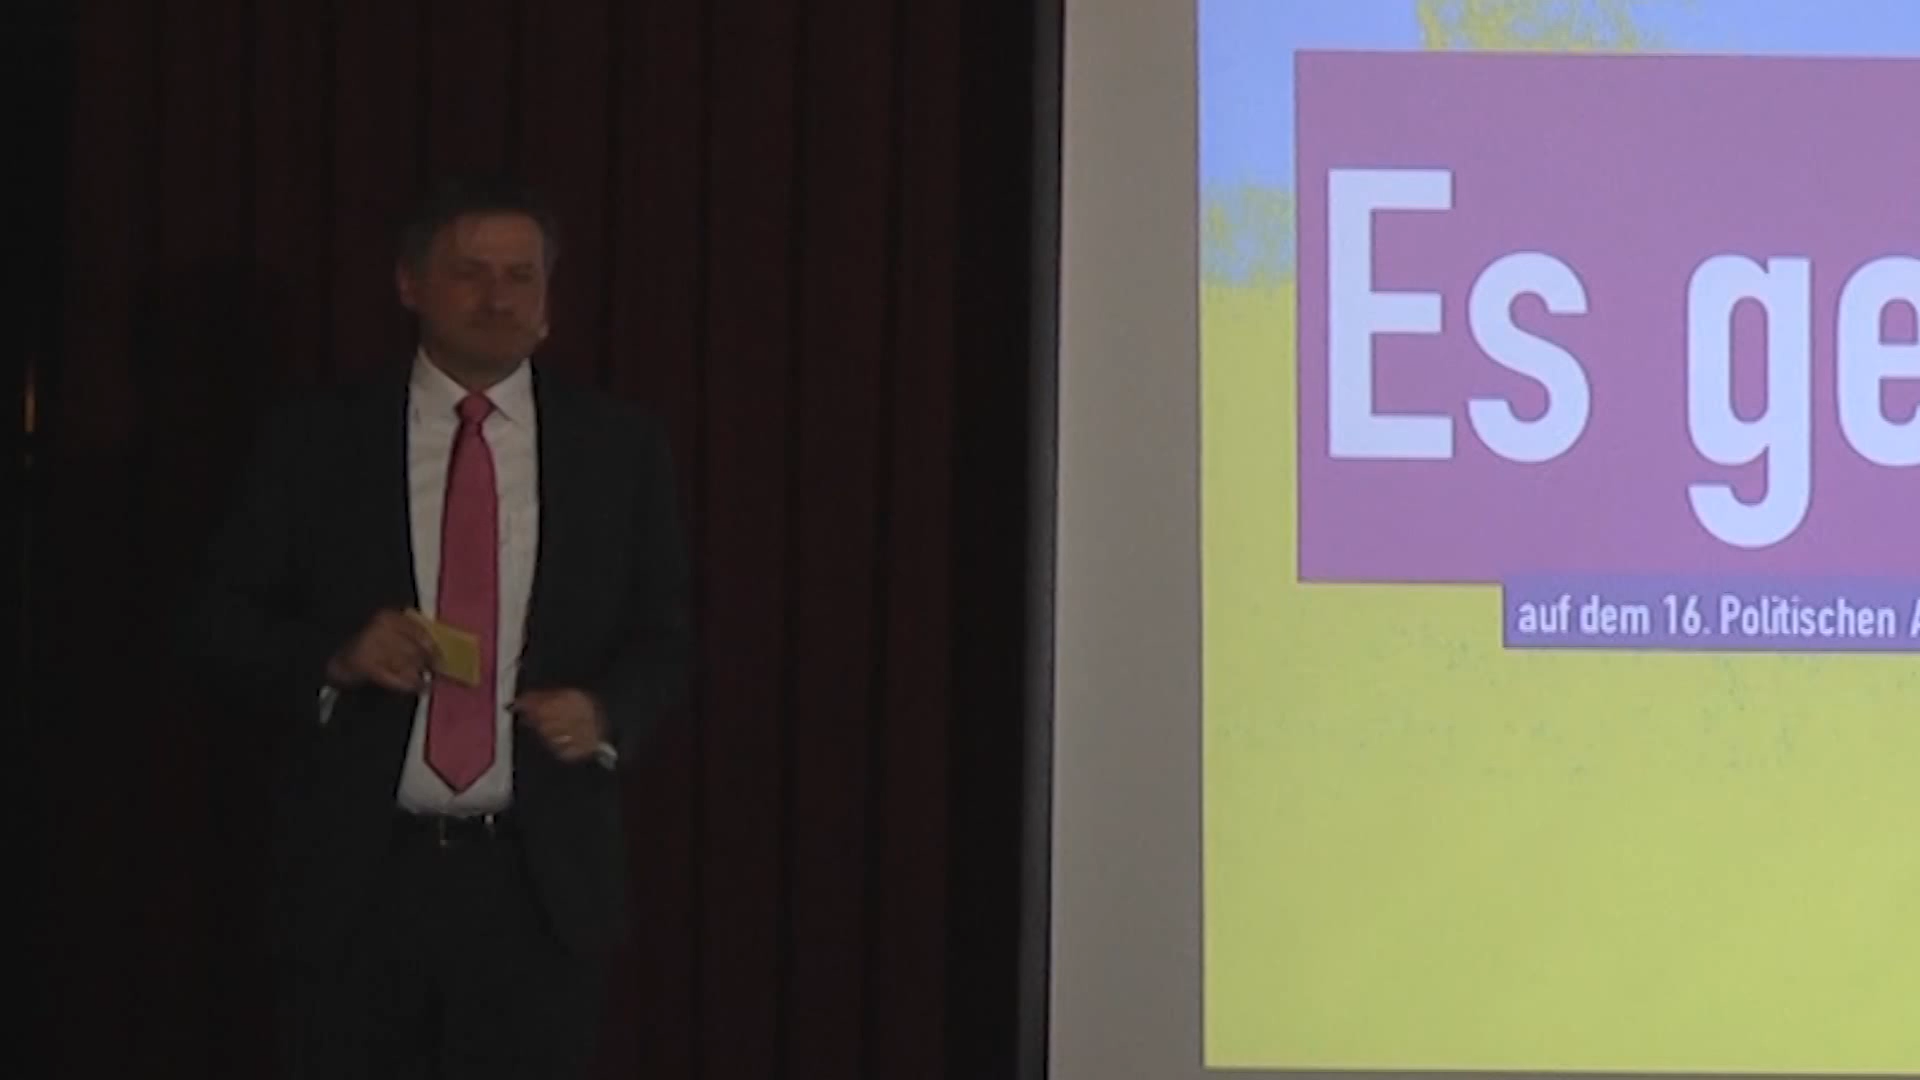 Es ge
auf dem 16. Politischen